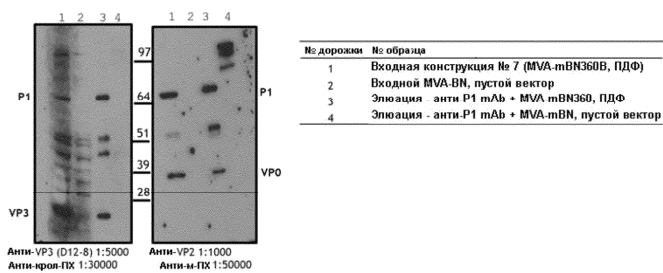 1 2 3 4
1 2 3 4
97
P1
64
P1
51
39
VP0
28
VP3
Анти-VP3 (D12-8) 1:5000
Анти-VP2 1:1000
Анти-крол-ПХ 1:30000
Анти-м-ПХ 1:50000
№ дорожки № образца
1 Входная конструкция № 7 (MVA-mBN360B, ПДФ)
2 Входной MVA-BN, пустой вектор
3 Элюация - анти P1 mAb + MVA mBN360, ПДФ
4 Элюация - анти-P1 mAb + MVA-mBN, пустой вектор